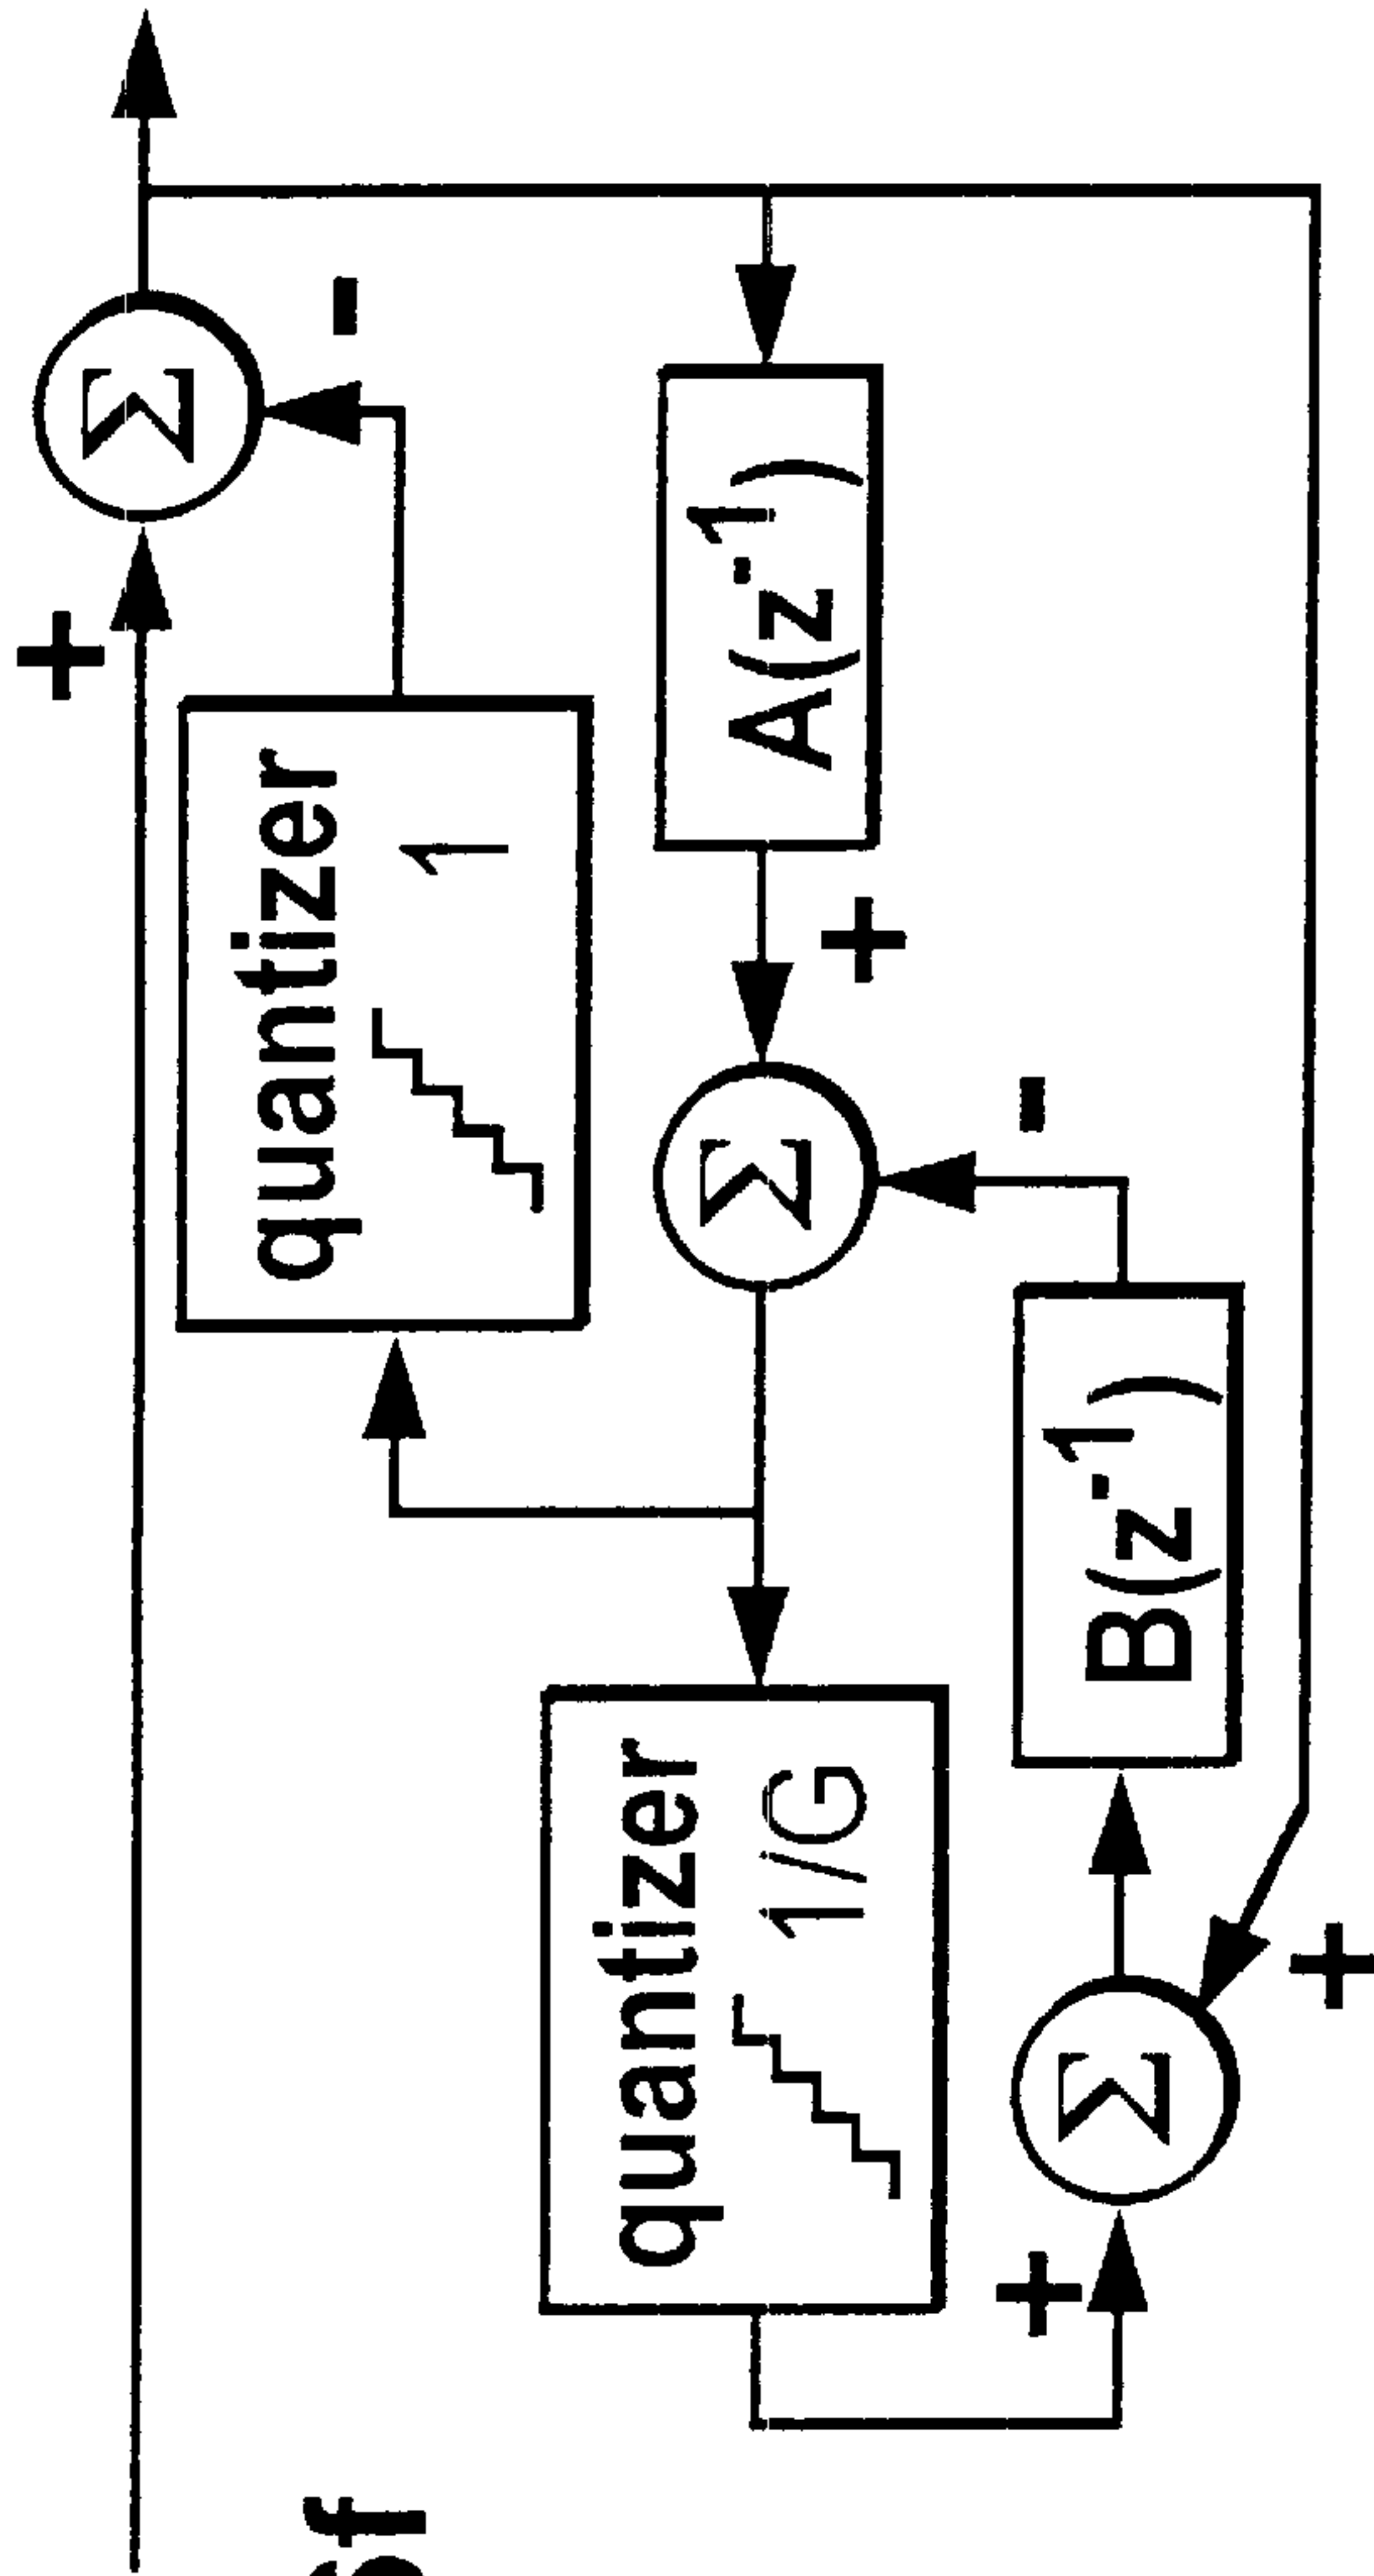 +
Σ
quantizer
-
1
quantizer
1/G
Σ
A(z⁻¹)
+
+
-
Σ
B(z⁻¹)
+